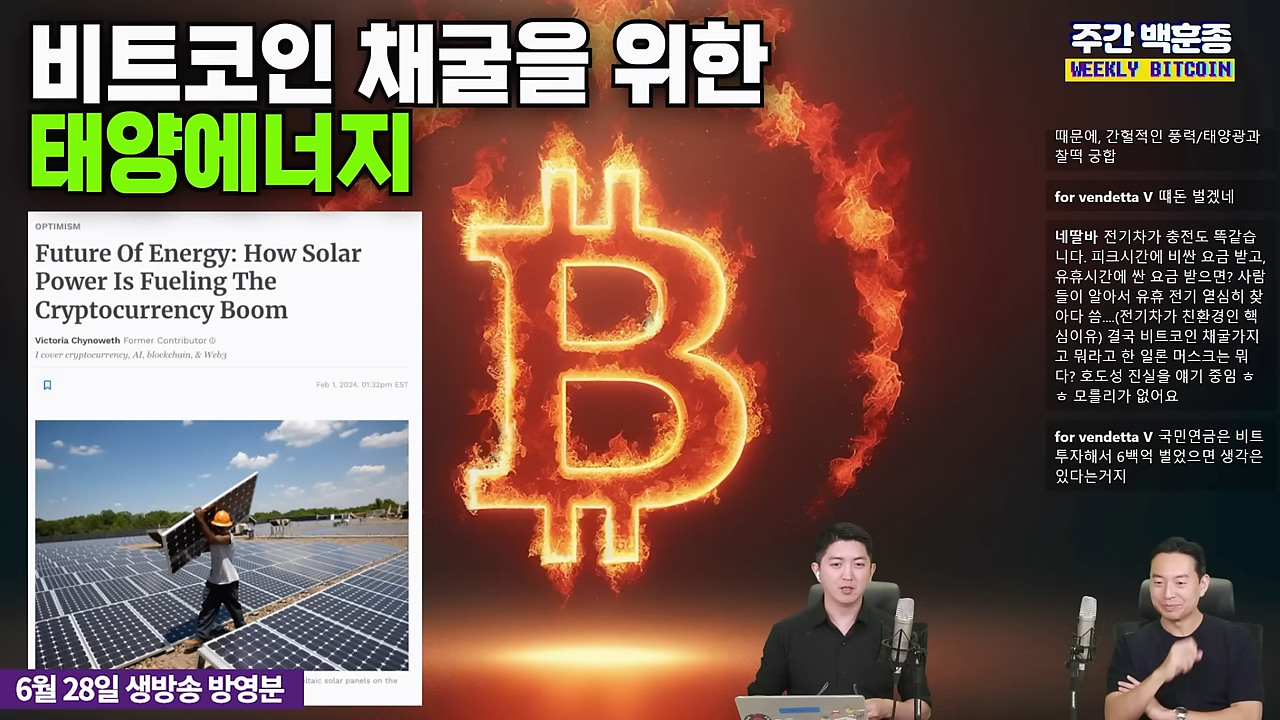 비트코인 채굴을 위한
태양에너지
주간 백훈종
WEEKLY BITCOIN
OPTIMISM
Future Of Energy: How Solar
Power Is Fueling The
Cryptocurrency Boom
Victoria Chynoweth Former Contributor
I cover cryptocurrency, AI, blockchain, & Web3
Feb 1, 2024, 01:32pm EST
ltaic solar panels on the
6월 28일 생방송 방영분
때문에, 간헐적인 풍력/태양광과
찰떡 궁합
for vendetta V 떄돈 벌겠네
네딸바 전기차가 충전도 똑같습
니다. 피크시간에 비싼 요금 받고,
유휴시간에 싼 요금 받으면? 사람
들이 알아서 유휴 전기 열심히 찾
아다 씀....(전기차가 친환경인 핵
심이유) 결국 비트코인 채굴가지
고 뭐라고 한 일론 머스크는 뭐
다? 호도성 진실을 얘기 중임 ㅎ
ㅎ 모를리가 없어요
for vendetta V 국민연금은 비트
투자해서 6백억 벌었으면 생각은
있다는거지